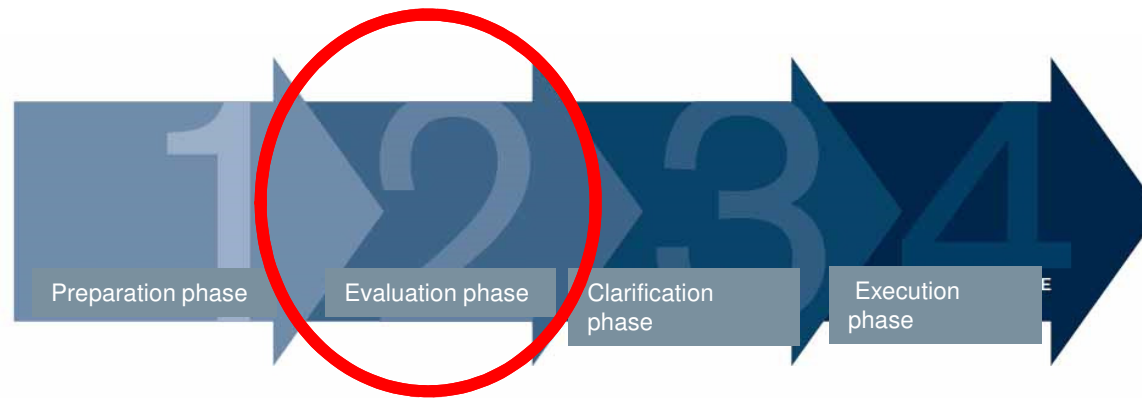 1
2
3
4
Preparation phase
Evaluation phase
Clarification
phase
Execution
phase
E